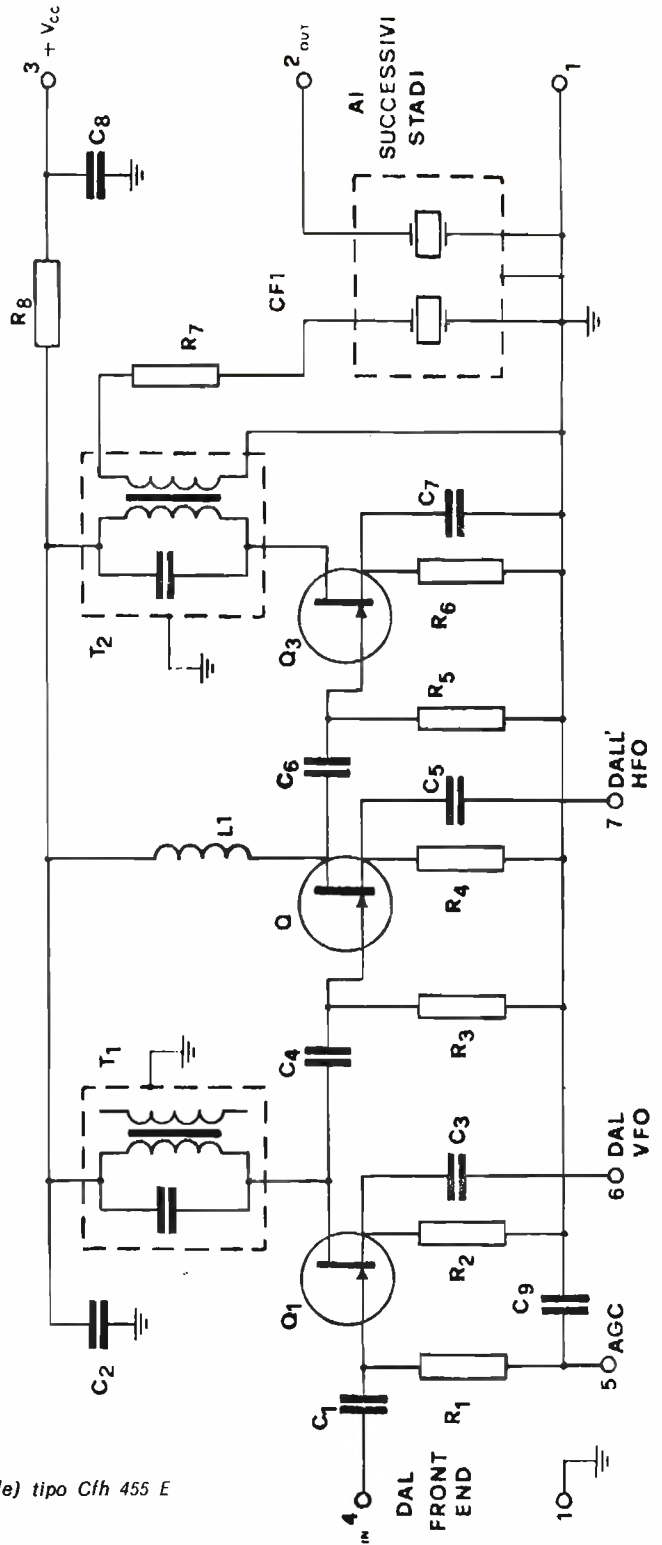 3 + Vcc
C8
R8
2 OUT
AI
SUCCESSIVI
STADI
1
CF1
R7
T2
Q3
C7
R6
R5
C6
L1
Q
C5
R4
7 DALL'
HFO
T1
C4
R3
C3
6 DAL
VFO
Q1
R2
C9
C2
C1
R1
5 AGC
4
IN
DAL
FRONT
END
10
le) tipo Cfh 455 E